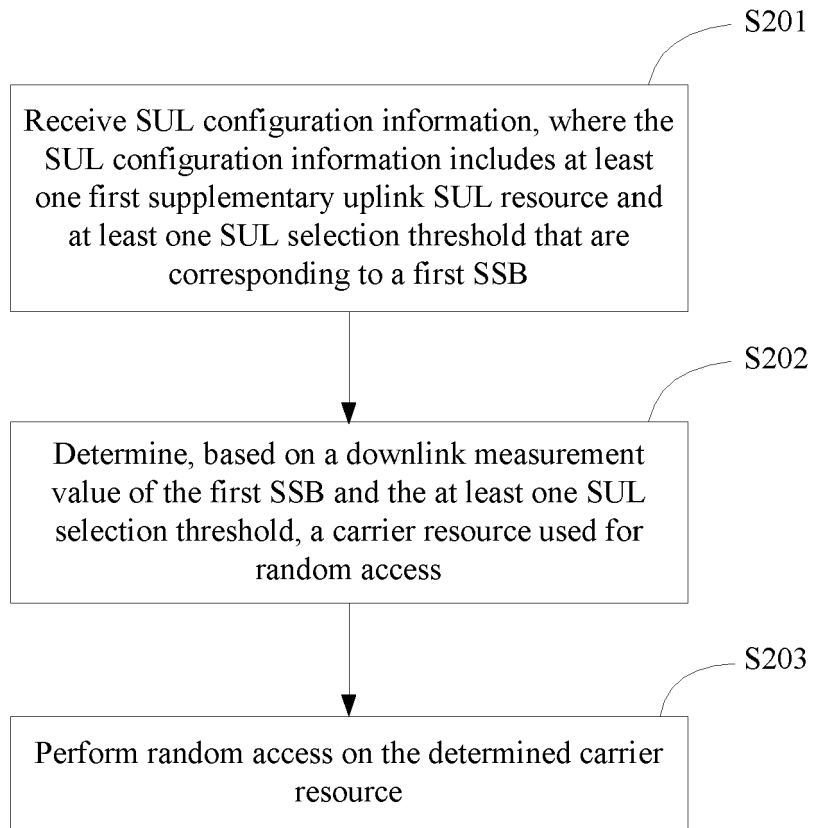 S201
Receive SUL configuration information, where the
SUL configuration information includes at least
one first supplementary uplink SUL resource and
at least one SUL selection threshold that are
corresponding to a first SSB
S202
Determine, based on a downlink measurement
value of the first SSB and the at least one SUL
selection threshold, a carrier resource used for
random access
S203
Perform random access on the determined carrier
resource